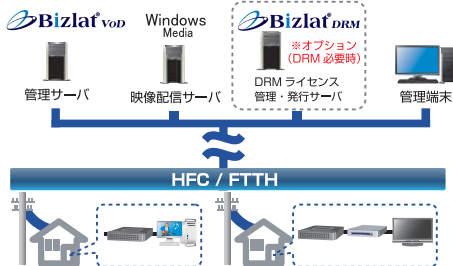 Bizlat VoD
Windows
Media
Bizlat DRM
※オプション
(DRM 必要時)
管理サーバ
映像配信サーバ
DRM ライセンス
管理・発行サーバ
管理端末
HFC / FTTH